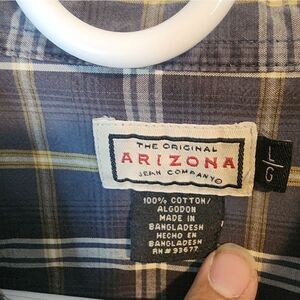 THE ORIGINAL
ARIZONA
JEAN COMPANY©
L/G
100% COTTON/
ALGODON
MADE IN
BANGLADESH
HECHO EN
BANGLADESH
RN# 93677